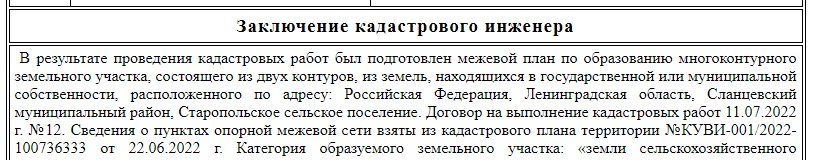 Заключение кадастрового инженера
В результате проведения кадастровых работ был подготовлен межевой план по образованию многоконтурного
земельного участка, состоящего из двух контуров, из земель, находящихся в государственной или муниципальной
собственности, расположенного по адресу: Российская Федерация, Ленинградская область, Сланцевский
муниципальный район, Старопольское сельское поселение. Договор на выполнение кадастровых работ 11.07.2022
г. №12. Сведения о пунктах опорной межевой сети взяты из кадастрового плана территории №КУВИ-001/2022-
100736333 от 22.06.2022 г. Категория образуемого земельного участка: «земли сельскохозяйственного